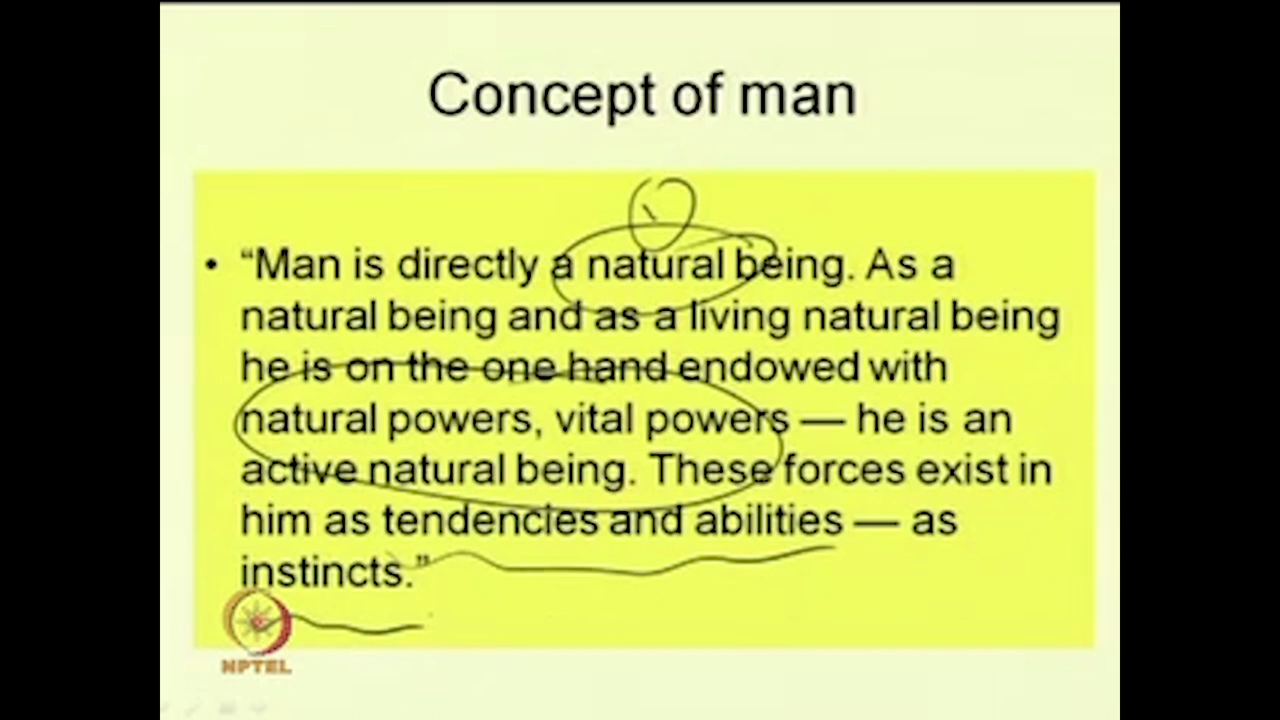 Concept of man
• “Man is directly a natural being. As a
natural being and as a living natural being
he is on the one hand endowed with
natural powers, vital powers — he is an
active natural being. These forces exist in
him as tendencies and abilities — as
instincts.”
NPTEL